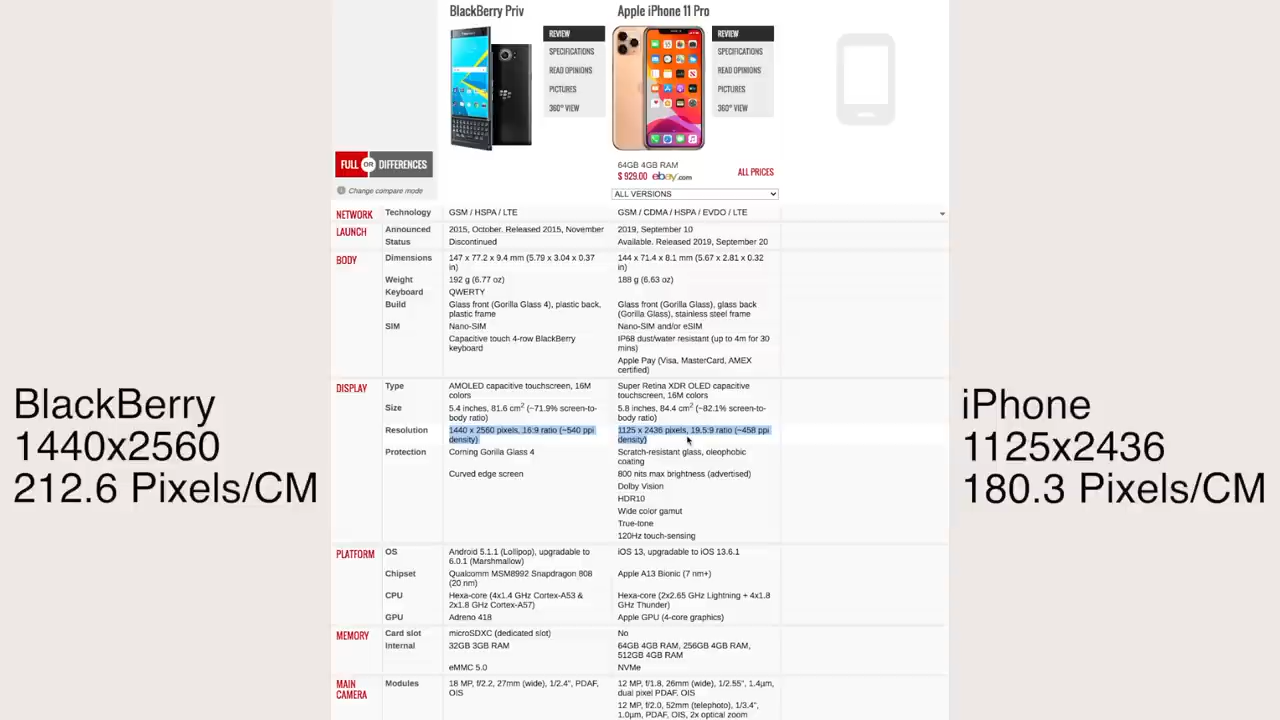 BlackBerry Priv
Apple iPhone 11 Pro
REVIEW
SPECIFICATIONS
READ OPINIONS
PICTURES
360° VIEW
REVIEW
SPECIFICATIONS
READ OPINIONS
PICTURES
360° VIEW
FULL OR DIFFERENCES
Change compare mode
64GB 4GB RAM
$ 929.00 ebay.com
ALL PRICES
ALL VERSIONS
NETWORK Technology GSM / HSPA / LTE GSM / CDMA / HSPA / EVDO / LTE
LAUNCH Announced 2015, October. Released 2015, November 2019, September 10
Status Discontinued Available. Released 2019, September 20
BODY Dimensions 147 x 77.2 x 9.4 mm (5.79 x 3.04 x 0.37 144 x 71.4 x 8.1 mm (5.67 x 2.81 x 0.32
in) in)
Weight 192 g (6.77 oz) 188 g (6.63 oz)
Keyboard QWERTY
Build Glass front (Gorilla Glass 4), plastic back, Glass front (Gorilla Glass), glass back
plastic frame (Gorilla Glass), stainless steel frame
SIM Nano-SIM Nano-SIM and/or eSIM
Capacitive touch 4-row BlackBerry IP68 dust/water resistant (up to 4m for 30
keyboard mins)
Apple Pay (Visa, MasterCard, AMEX
certified)
DISPLAY Type AMOLED capacitive touchscreen, 16M Super Retina XDR OLED capacitive
colors touchscreen, 16M colors
Size 5.4 inches, 81.6 cm2 (~71.9% screen-to- 5.8 inches, 84.4 cm2 (~82.1% screen-to-
body ratio) body ratio)
Resolution 1440 x 2560 pixels, 16:9 ratio (~540 ppi 1125 x 2436 pixels, 19.5:9 ratio (~458 ppi
density) density)
Protection Corning Gorilla Glass 4 Scratch-resistant glass, oleophobic
coating
Curved edge screen 800 nits max brightness (advertised)
Dolby Vision
HDR10
Wide color gamut
True-tone
120Hz touch-sensing
PLATFORM OS Android 5.1.1 (Lollipop), upgradable to iOS 13, upgradable to iOS 13.6.1
6.0.1 (Marshmallow)
Chipset Qualcomm MSM8992 Snapdragon 808 Apple A13 Bionic (7 nm+)
(20 nm)
CPU Hexa-core (4x1.4 GHz Cortex-A53 & Hexa-core (2x2.65 GHz Lightning + 4x1.8
2x1.8 GHz Cortex-A57) GHz Thunder)
GPU Adreno 418 Apple GPU (4-core graphics)
MEMORY Card slot microSDXC (dedicated slot) No
Internal 32GB 3GB RAM 64GB 4GB RAM, 256GB 4GB RAM,
512GB 4GB RAM
eMMC 5.0 NVMe
MAIN Modules 18 MP, f/2.2, 27mm (wide), 1/2.4", PDAF, 12 MP, f/1.8, 26mm (wide), 1/2.55", 1.4µm,
CAMERA OIS dual pixel PDAF, OIS
12 MP, f/2.0, 52mm (telephoto), 1/3.4",
1.0µm, PDAF, OIS, 2x optical zoom
BlackBerry
1440x2560
212.6 Pixels/CM
iPhone
1125x2436
180.3 Pixels/CM